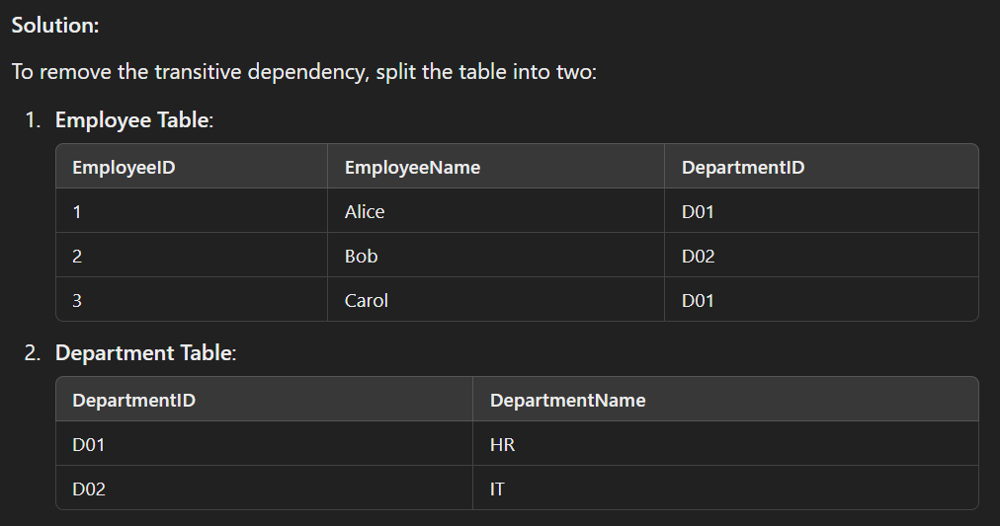 Solution:
To remove the transitive dependency, split the table into two:
1. Employee Table:
EmployeeID EmployeeName DepartmentID
1 Alice D01
2 Bob D02
3 Carol D01
2. Department Table:
DepartmentID DepartmentName
D01 HR
D02 IT